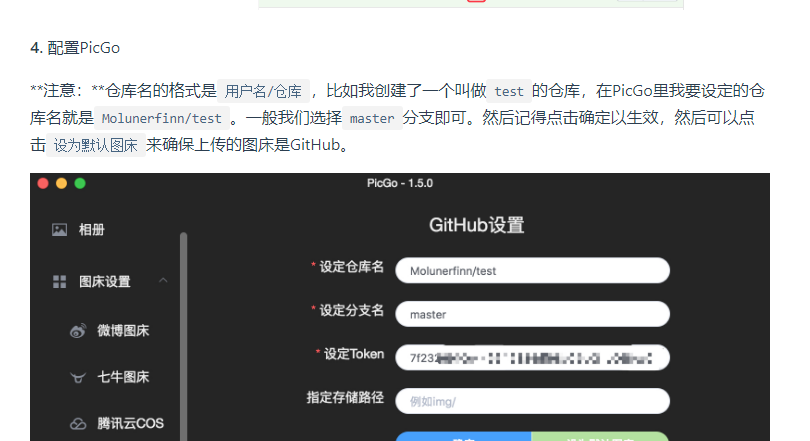 4. 配置PicGo
**注意：**仓库名的格式是 用户名/仓库 ，比如我创建了一个叫做 test 的仓库，在PicGo里我要设定的仓
库名就是 Molunerfinn/test 。一般我们选择 master 分支即可。然后记得点击确定以生效，然后可以点
击 设为默认图床 来确保上传的图床是GitHub。
PicGo - 1.5.0
相册
图床设置
微博图床
七牛图床
腾讯云COS
GitHub设置
* 设定仓库名 Molunerfinn/test
* 设定分支名 master
* 设定Token 7f232
指定存储路径 例如img/